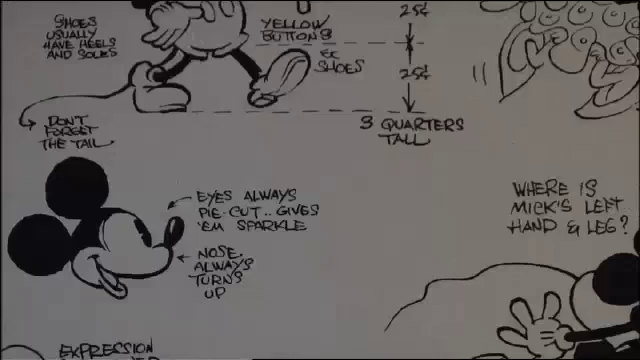 SHOES
USUALLY
HAVE HEELS
AND SOLES
YELLOW
BUTTONS
& SHOES
25¢
25¢
3 QUARTERS
TALL
DON'T
FORGET
THE TAIL
EYES ALWAYS
PIE-CUT.. GIVES
'EM SPARKLE
NOSE
ALWAYS
TURNS
UP
WHERE IS
MICK'S LEFT
HAND & LEG?
EXPRESSION